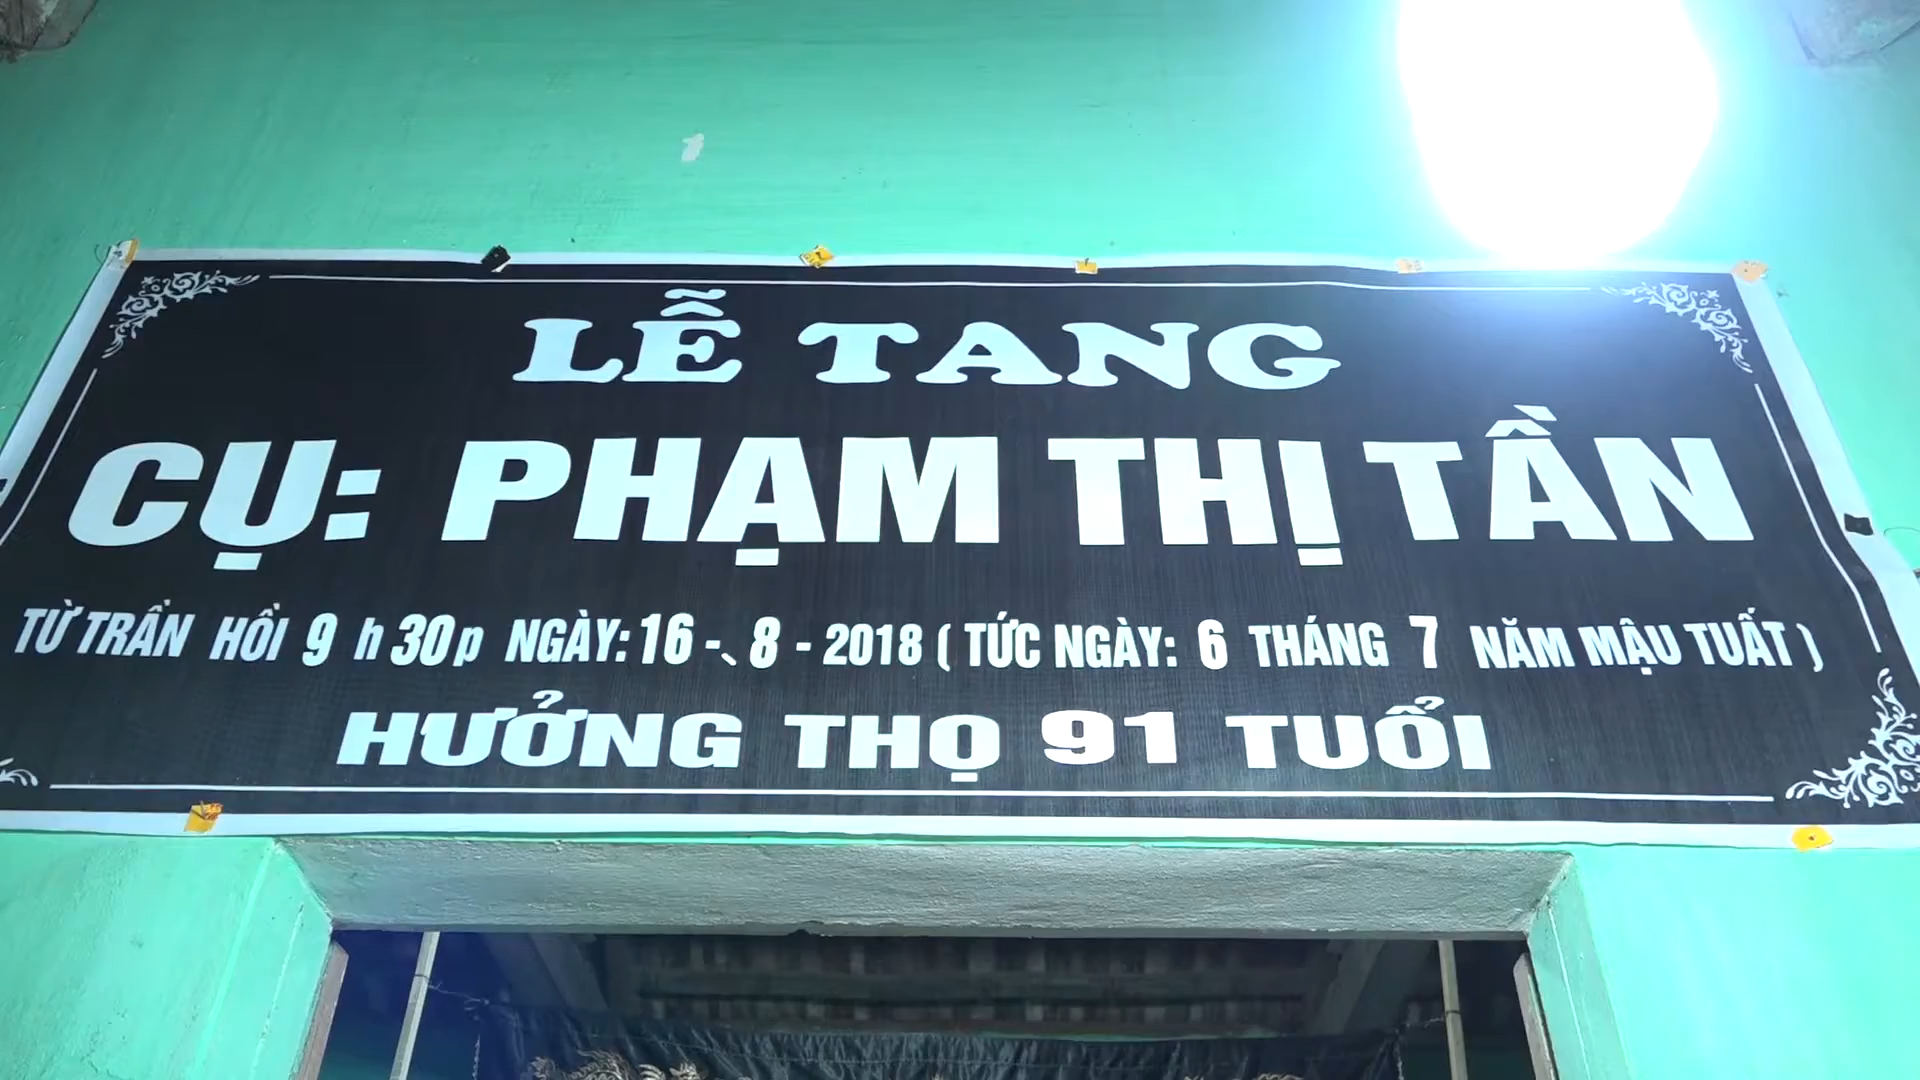 LỄ TANG
CỤ: PHẠM THỊ TẦN
TỪ TRẦN HỒI 9 h 30p NGÀY: 16 - 8 - 2018 ( TỨC NGÀY: 6 THÁNG 7 NĂM MẬU TUẤT )
HƯỞNG THỌ 91 TUỔI